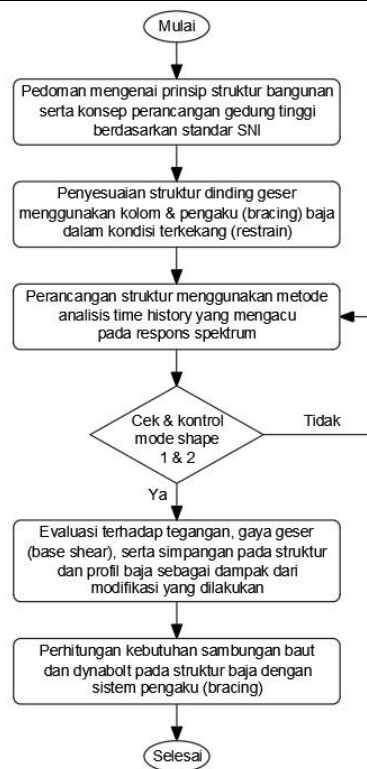 Mulai
Pedoman mengenai prinsip struktur bangunan
serta konsep perancangan gedung tinggi
berdasarkan standar SNI
Penyesuaian struktur dinding geser
menggunakan kolom & pengaku (bracing) baja
dalam kondisi terkekang (restrain)
Perancangan struktur menggunakan metode
analisis time history yang mengacu
pada respons spektrum
Cek & kontrol
mode shape
1 & 2
Tidak
Ya
Evaluasi terhadap tegangan, gaya geser
(base shear), serta simpangan pada struktur
dan profil baja sebagai dampak dari
modifikasi yang dilakukan
Perhitungan kebutuhan sambungan baut
dan dynabolt pada struktur baja dengan
sistem pengaku (bracing)
Selesai